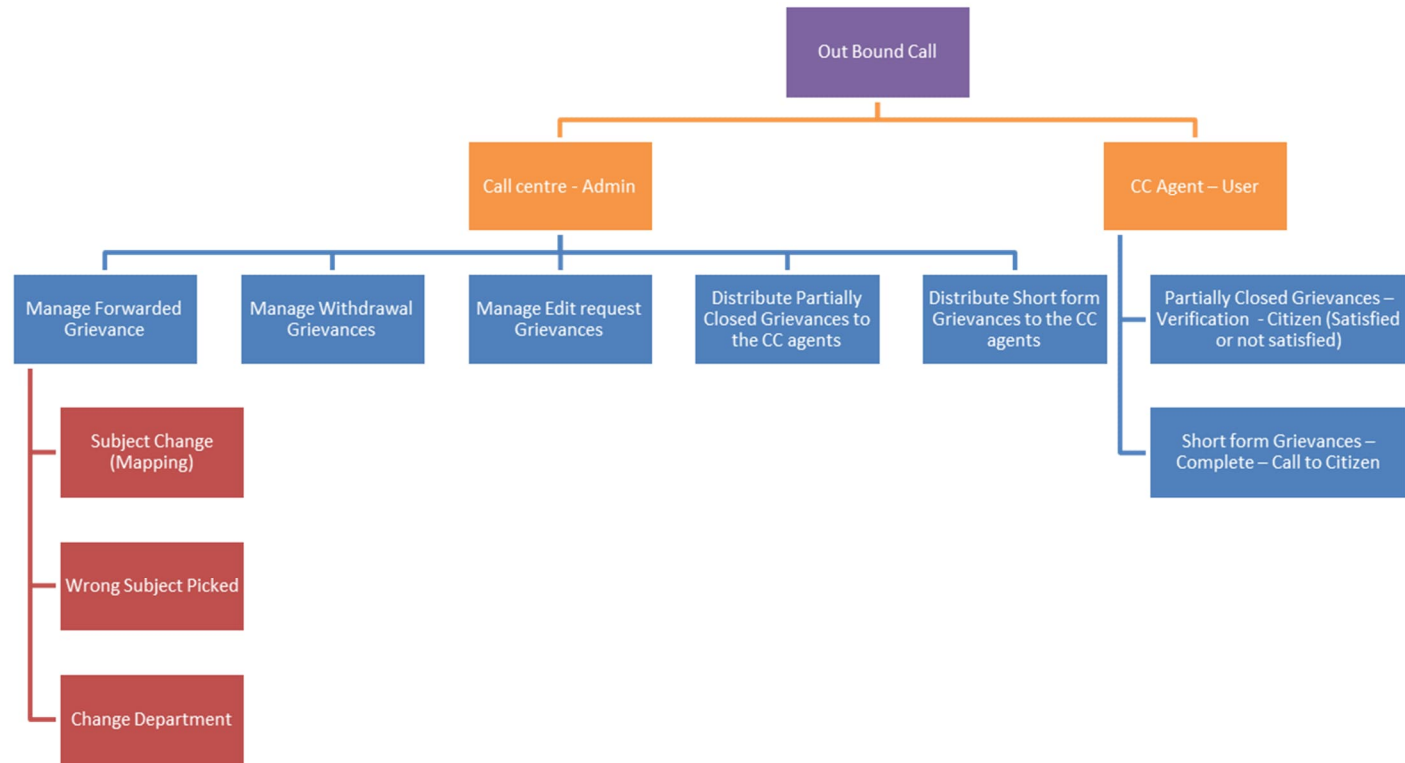 Out Bound Call
Call centre - Admin
CC Agent – User
Manage Forwarded
Grievance
Manage Withdrawal
Grievances
Manage Edit request
Grievances
Distribute Partially
Closed Grievances to
the CC agents
Distribute Short form
Grievances to the CC
agents
Partially Closed Grievances –
Verification - Citizen (Satisfied
or not satisfied)
Subject Change
(Mapping)
Short form Grievances –
Complete – Call to Citizen
Wrong Subject Picked
Change Department